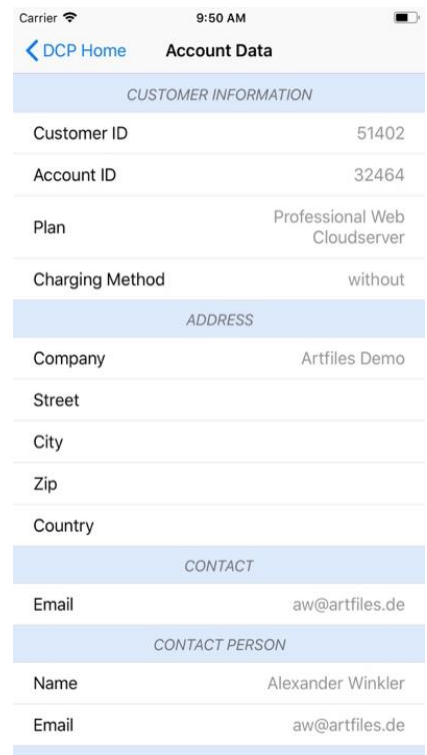 Carrier 9:50 AM
DCP Home Account Data
CUSTOMER INFORMATION
Customer ID 51402
Account ID 32464
Plan Professional Web
Cloudserver
Charging Method without
ADDRESS
Company Artfiles Demo
Street
City
Zip
Country
CONTACT
Email aw@artfiles.de
CONTACT PERSON
Name Alexander Winkler
Email aw@artfiles.de